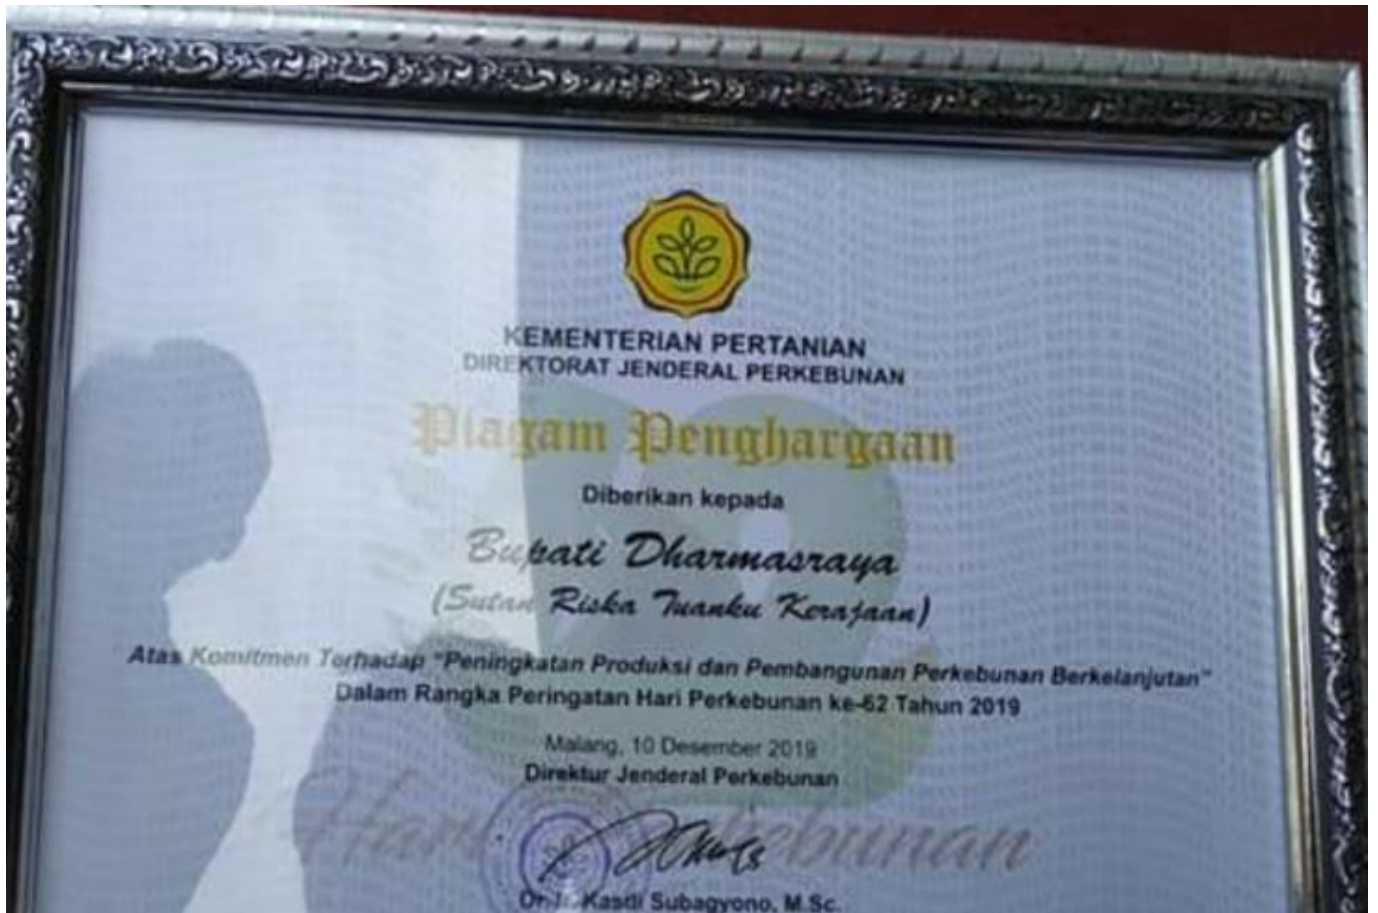 KEMENTERIAN PERTANIAN
DIREKTORAT JENDERAL PERKEBUNAN
Piagam Penghargaan
Diberikan kepada
Bupati Dharmasraya
(Sutan Riska Tuanku Kerajaan)
Atas Komitmen Terhadap "Peningkatan Produksi dan Pembangunan Perkebunan Berkelanjutan"
Dalam Rangka Peringatan Hari Perkebunan ke-62 Tahun 2019
Malang, 10 Desember 2019
Direktur Jenderal Perkebunan
Dr. Ir. Kasdi Subagyono, M.Sc.